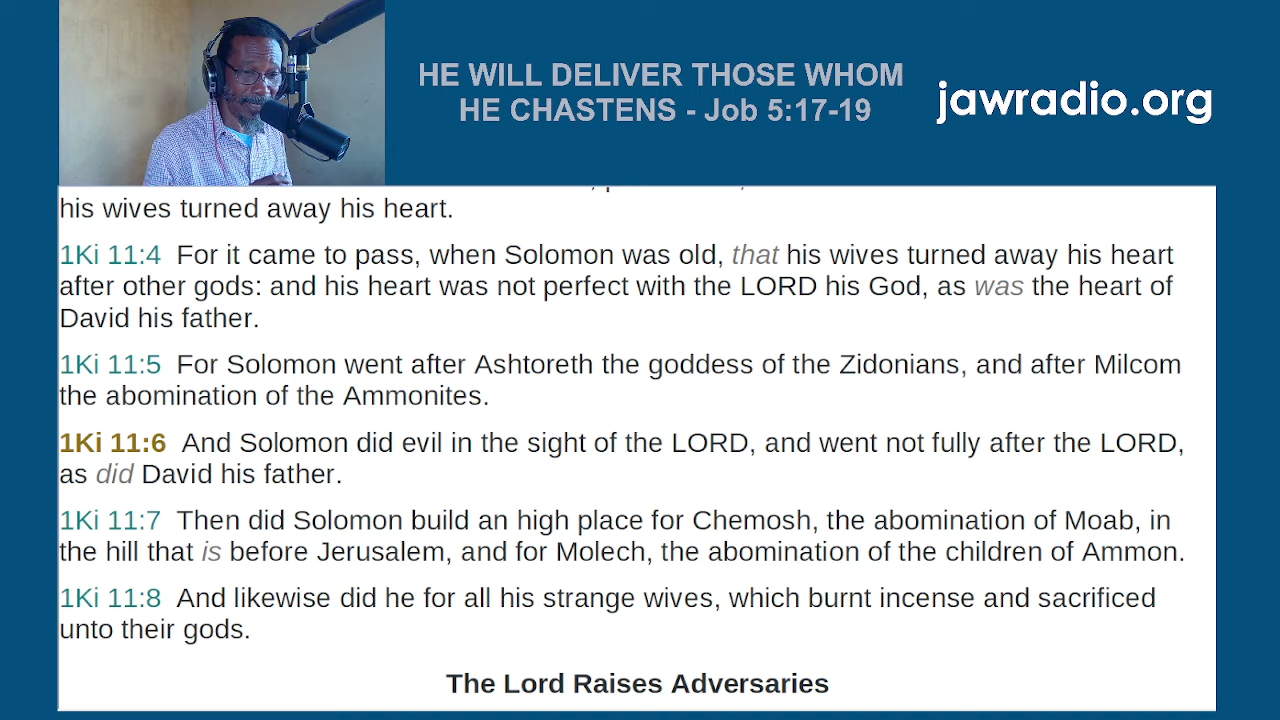 HE WILL DELIVER THOSE WHOM
HE CHASTENS - Job 5:17-19
jawradio.org
his wives turned away his heart.
1Ki 11:4 For it came to pass, when Solomon was old, that his wives turned away his heart
after other gods: and his heart was not perfect with the LORD his God, as was the heart of
David his father.
1Ki 11:5 For Solomon went after Ashtoreth the goddess of the Zidonians, and after Milcom
the abomination of the Ammonites.
1Ki 11:6 And Solomon did evil in the sight of the LORD, and went not fully after the LORD,
as did David his father.
1Ki 11:7 Then did Solomon build an high place for Chemosh, the abomination of Moab, in
the hill that is before Jerusalem, and for Molech, the abomination of the children of Ammon.
1Ki 11:8 And likewise did he for all his strange wives, which burnt incense and sacrificed
unto their gods.
The Lord Raises Adversaries